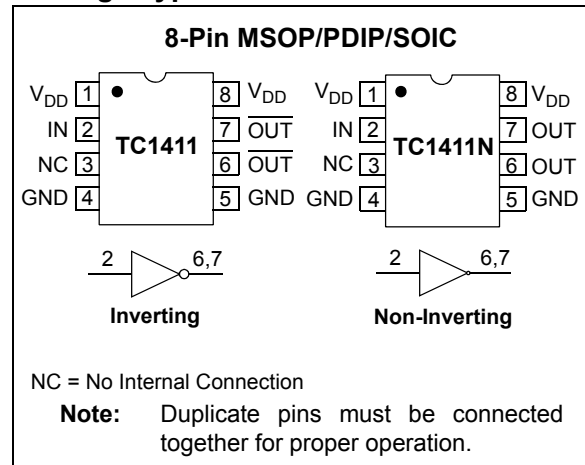 8-Pin MSOP/PDIP/SOIC
VDD 1 8 VDD VDD 1 8 VDD
IN 2 7 OUT IN 2 7 OUT
TC1411 TC1411N
NC 3 6 OUT NC 3 6 OUT
GND 4 5 GND GND 4 5 GND
2 6,7 2 6,7
Inverting Non-Inverting
NC = No Internal Connection
Note: Duplicate pins must be connected
together for proper operation.